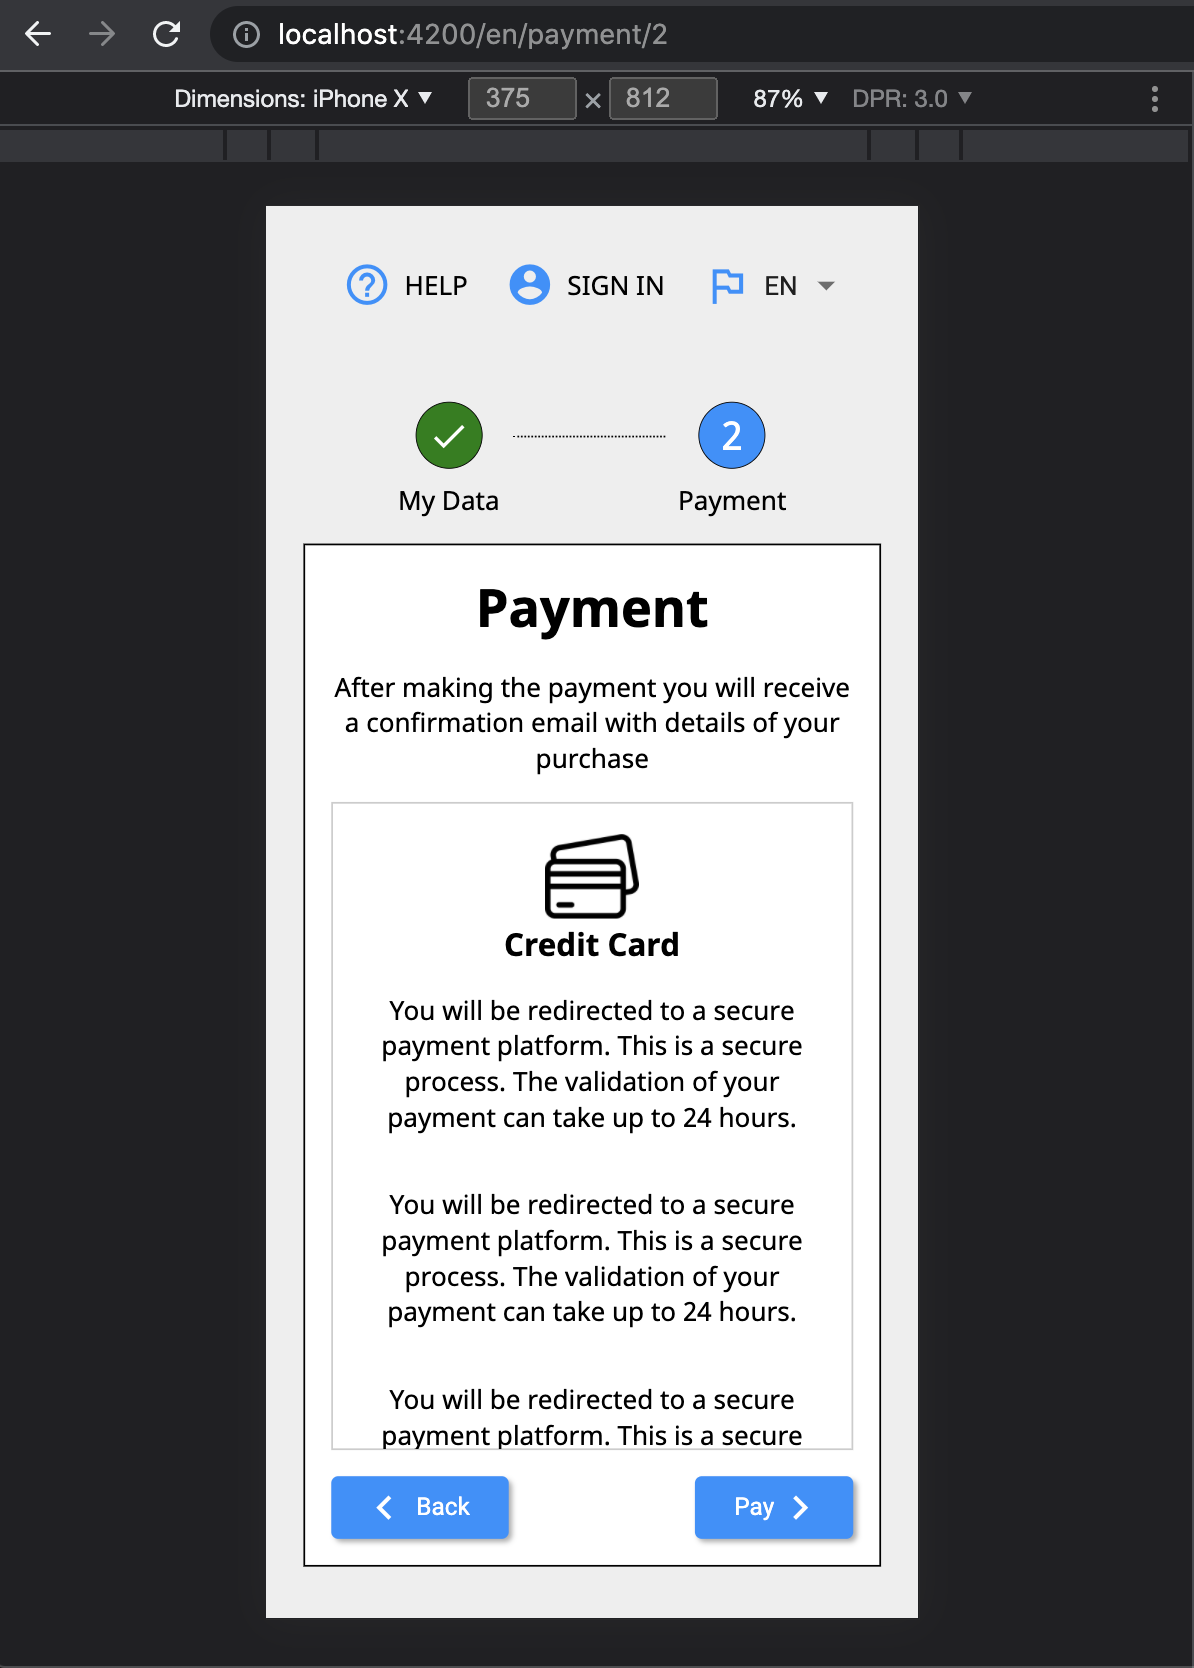 localhost:4200/en/payment/2
Dimensions: iPhone X ▼ 375 × 812 87% ▼ DPR: 3.0 ▼
HELP SIGN IN EN
2
My Data Payment
Payment
After making the payment you will receive
a confirmation email with details of your
purchase
Credit Card
You will be redirected to a secure
payment platform. This is a secure
process. The validation of your
payment can take up to 24 hours.
You will be redirected to a secure
payment platform. This is a secure
process. The validation of your
payment can take up to 24 hours.
You will be redirected to a secure
payment platform. This is a secure
Back Pay